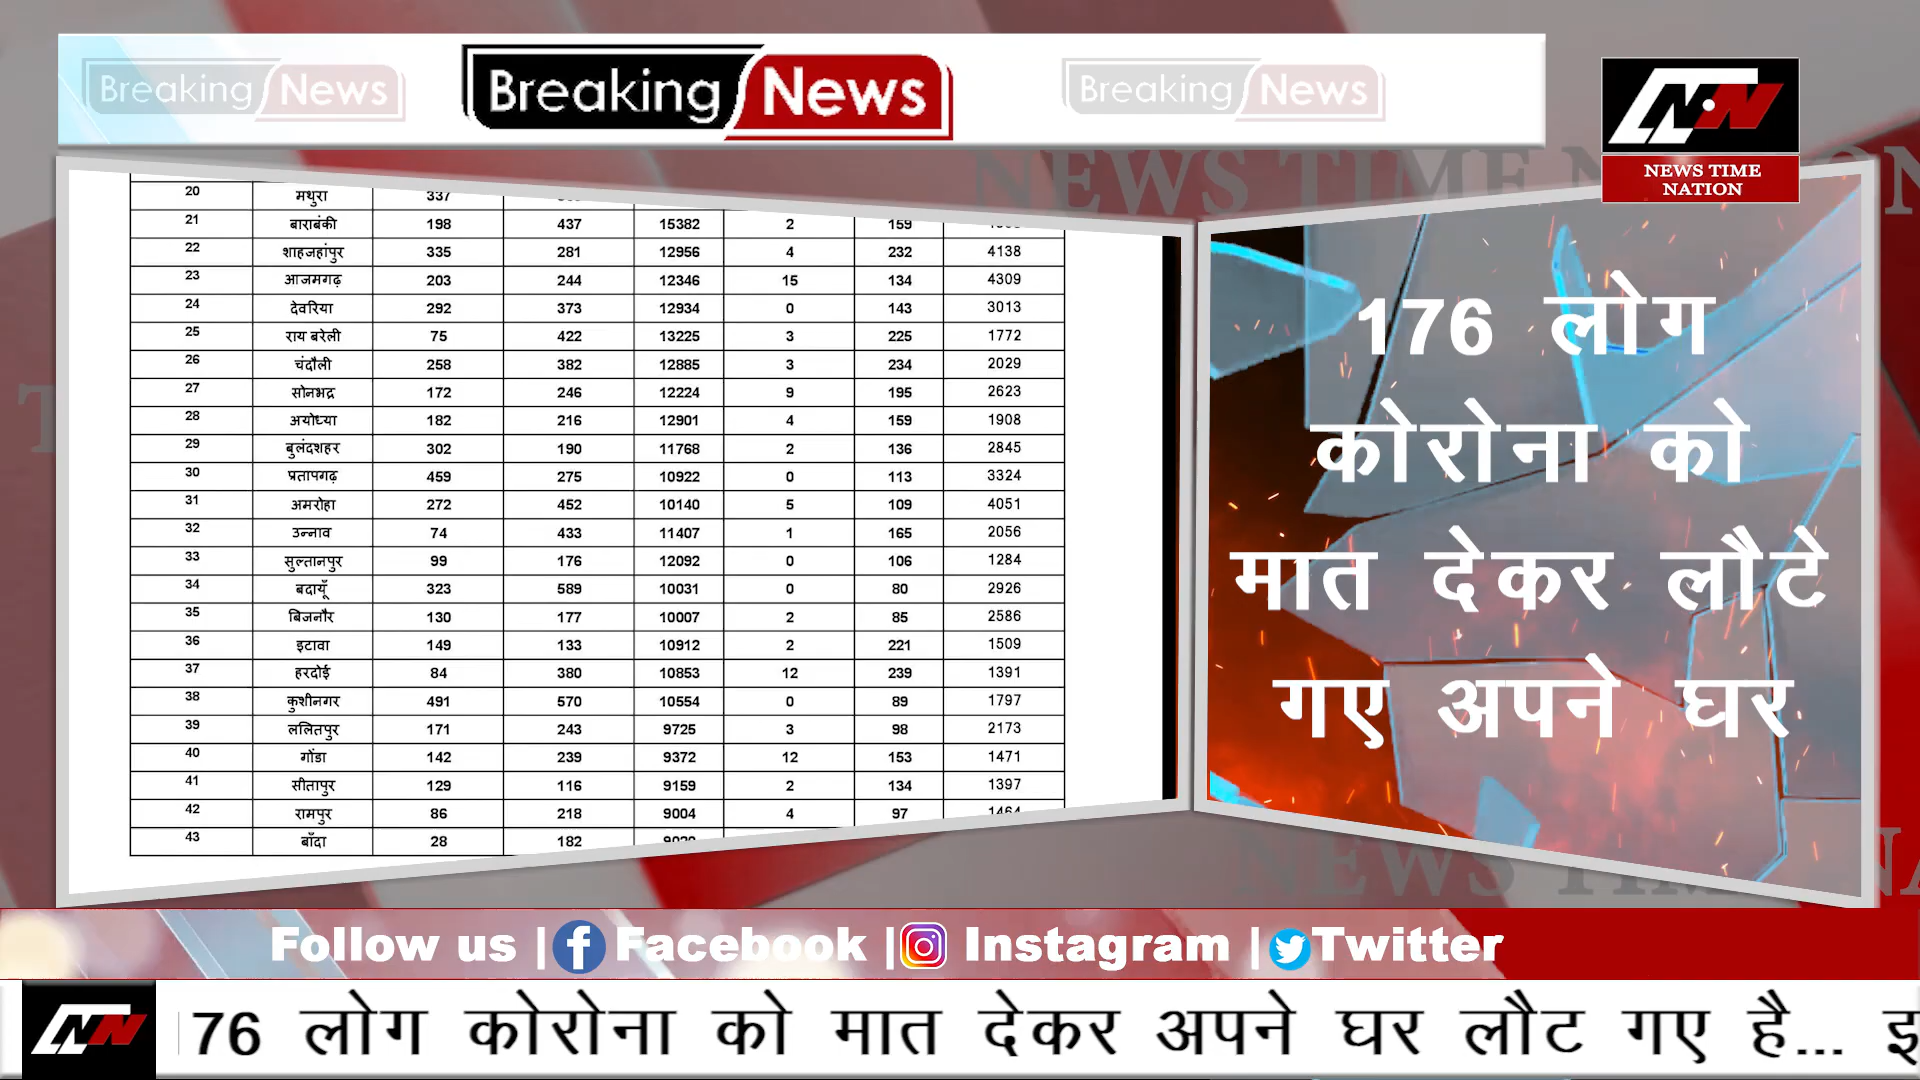 Breaking News
Breaking News
Breaking News
NEWS TIME
NATION
NEWS TIME N
20 मथुरा 337
21 बाराबंकी 198 437 15382 2 159
22 शाहजहांपुर 335 281 12956 4 232 4138
23 आजमगढ़ 203 244 12346 15 134 4309
24 देवरिया 292 373 12934 0 143 3013
25 राय बरेली 75 422 13225 3 225 1772
26 चंदौली 258 382 12885 3 234 2029
27 सोनभद्र 172 246 12224 9 195 2623
28 अयोध्या 182 216 12901 4 159 1908
29 बुलंदशहर 302 190 11768 2 136 2845
30 प्रतापगढ़ 459 275 10922 0 113 3324
31 अमरोहा 272 452 10140 5 109 4051
32 उन्नाव 74 433 11407 1 165 2056
33 सुल्तानपुर 99 176 12092 0 106 1284
34 बदायूँ 323 589 10031 0 80 2926
35 बिजनौर 130 177 10007 2 85 2586
36 इटावा 149 133 10912 2 221 1509
37 हरदोई 84 380 10853 12 239 1391
38 कुशीनगर 491 570 10554 0 89 1797
39 ललितपुर 171 243 9725 3 98 2173
40 गोंडा 142 239 9372 12 153 1471
41 सीतापुर 129 116 9159 2 134 1397
42 रामपुर 86 218 9004 4 97 1464
43 बाँदा 28 182
176 लोग
कोरोना को
मात देकर लौटे
गए अपने घर
Follow us | Facebook | Instagram | Twitter
76 लोग कोरोना को मात देकर अपने घर लौट गए है... इ